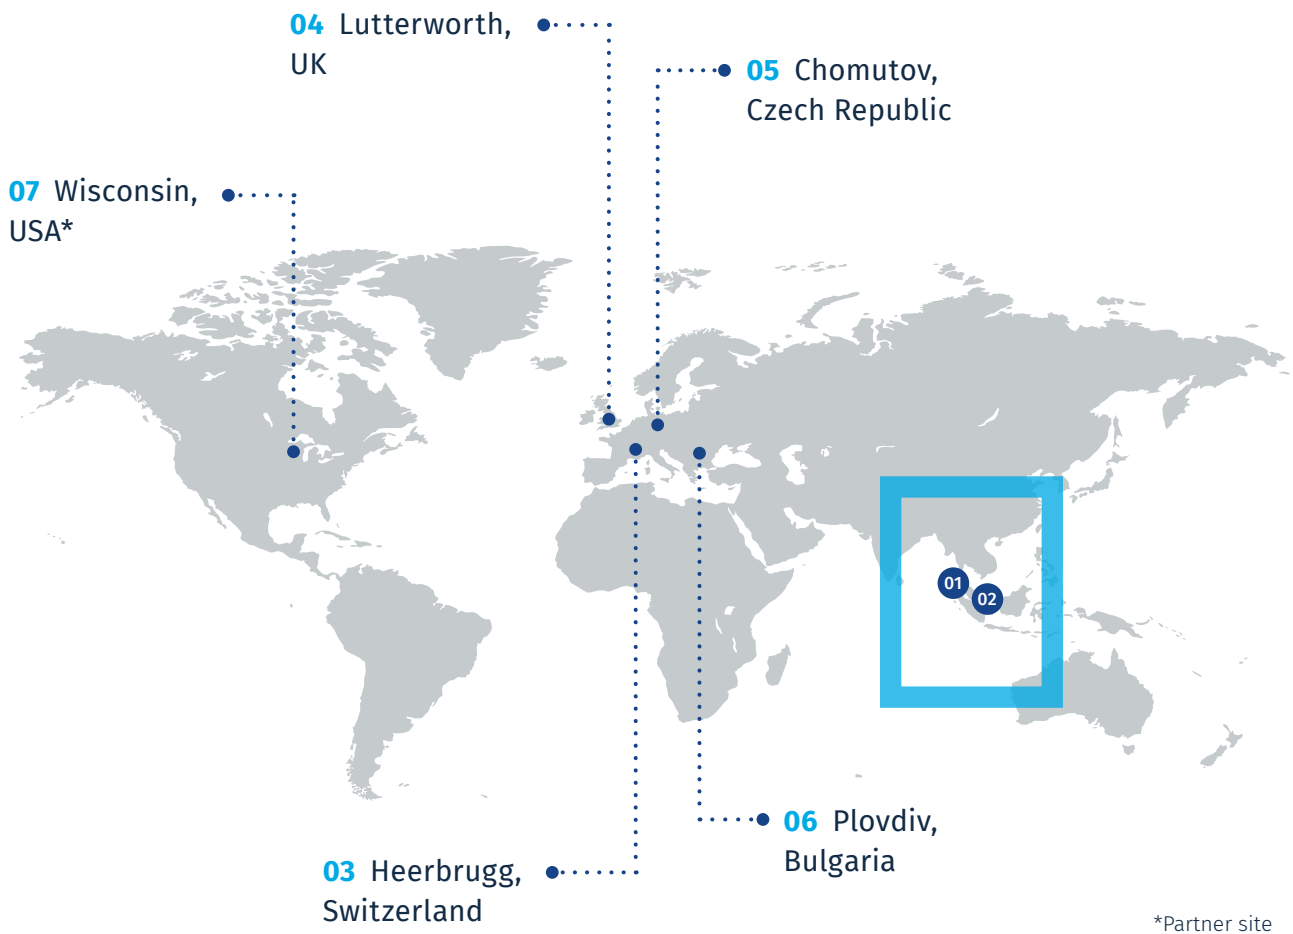 04 Lutterworth,
UK
05 Chomutov,
Czech Republic
07 Wisconsin,
USA*
01
02
06 Plovdiv,
Bulgaria
03 Heerbrugg,
Switzerland
*Partner site